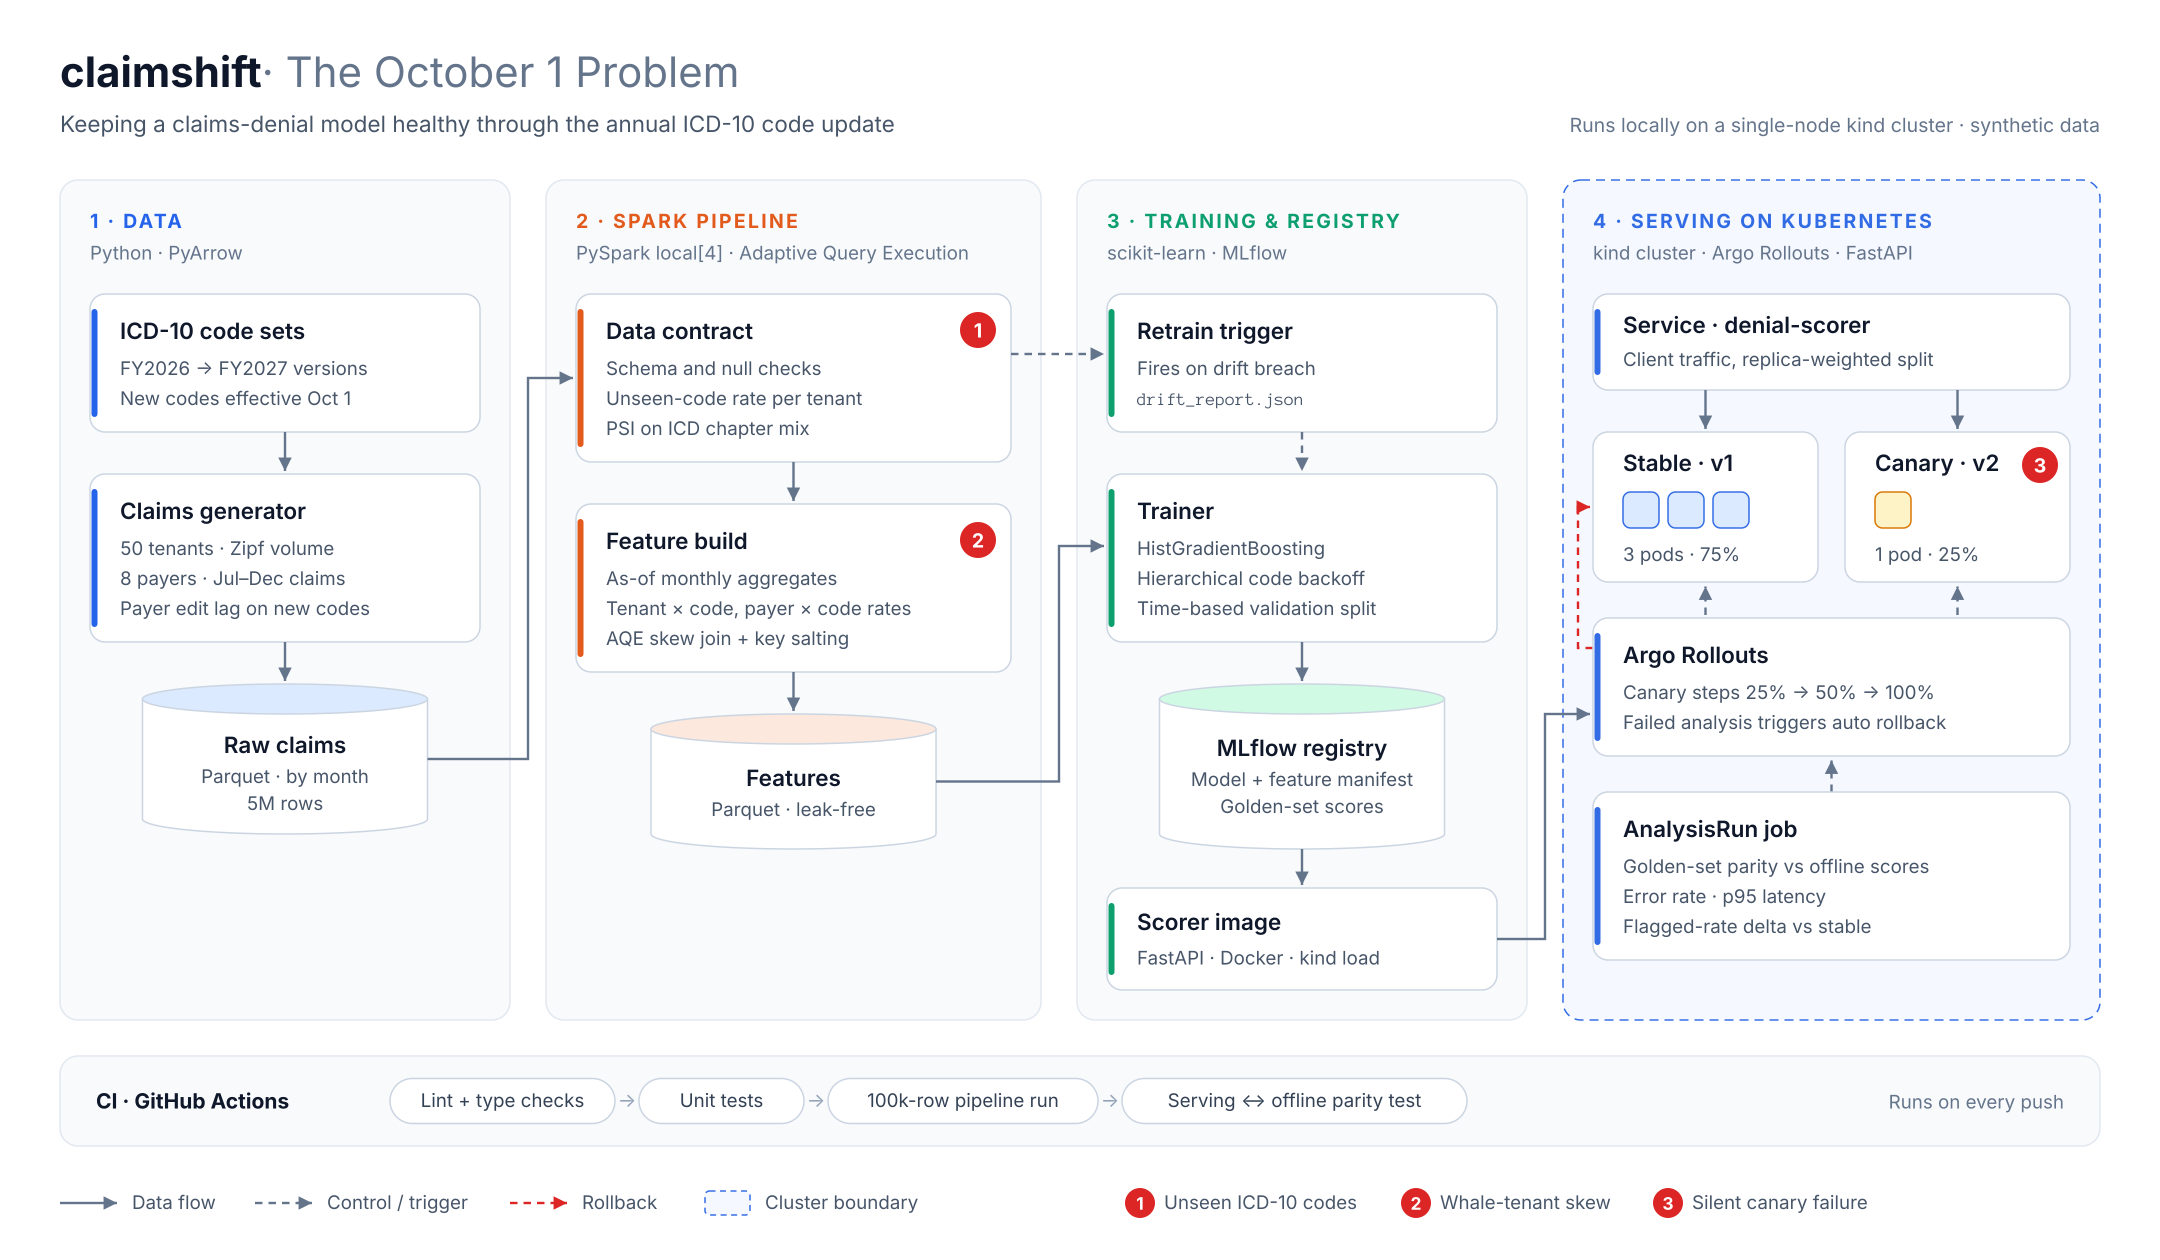 claimshift · The October 1 Problem
Keeping a claims-denial model healthy through the annual ICD-10 code update
Runs locally on a single-node kind cluster · synthetic data
1 · DATA
Python · PyArrow
ICD-10 code sets
FY2026 → FY2027 versions
New codes effective Oct 1
Claims generator
50 tenants · Zipf volume
8 payers · Jul–Dec claims
Payer edit lag on new codes
Raw claims
Parquet · by month
5M rows
2 · SPARK PIPELINE
PySpark local[4] · Adaptive Query Execution
Data contract
1
Schema and null checks
Unseen-code rate per tenant
PSI on ICD chapter mix
Feature build
2
As-of monthly aggregates
Tenant × code, payer × code rates
AQE skew join + key salting
Features
Parquet · leak-free
3 · TRAINING & REGISTRY
scikit-learn · MLflow
Retrain trigger
Fires on drift breach
drift_report.json
Trainer
HistGradientBoosting
Hierarchical code backoff
Time-based validation split
MLflow registry
Model + feature manifest
Golden-set scores
Scorer image
FastAPI · Docker · kind load
4 · SERVING ON KUBERNETES
kind cluster · Argo Rollouts · FastAPI
Service · denial-scorer
Client traffic, replica-weighted split
Stable · v1
3 pods · 75%
Canary · v2
3
1 pod · 25%
Argo Rollouts
Canary steps 25% → 50% → 100%
Failed analysis triggers auto rollback
AnalysisRun job
Golden-set parity vs offline scores
Error rate · p95 latency
Flagged-rate delta vs stable
CI · GitHub Actions
Lint + type checks → Unit tests → 100k-row pipeline run → Serving ↔ offline parity test
Runs on every push
Data flow
Control / trigger
Rollback
Cluster boundary
1 Unseen ICD-10 codes
2 Whale-tenant skew
3 Silent canary failure